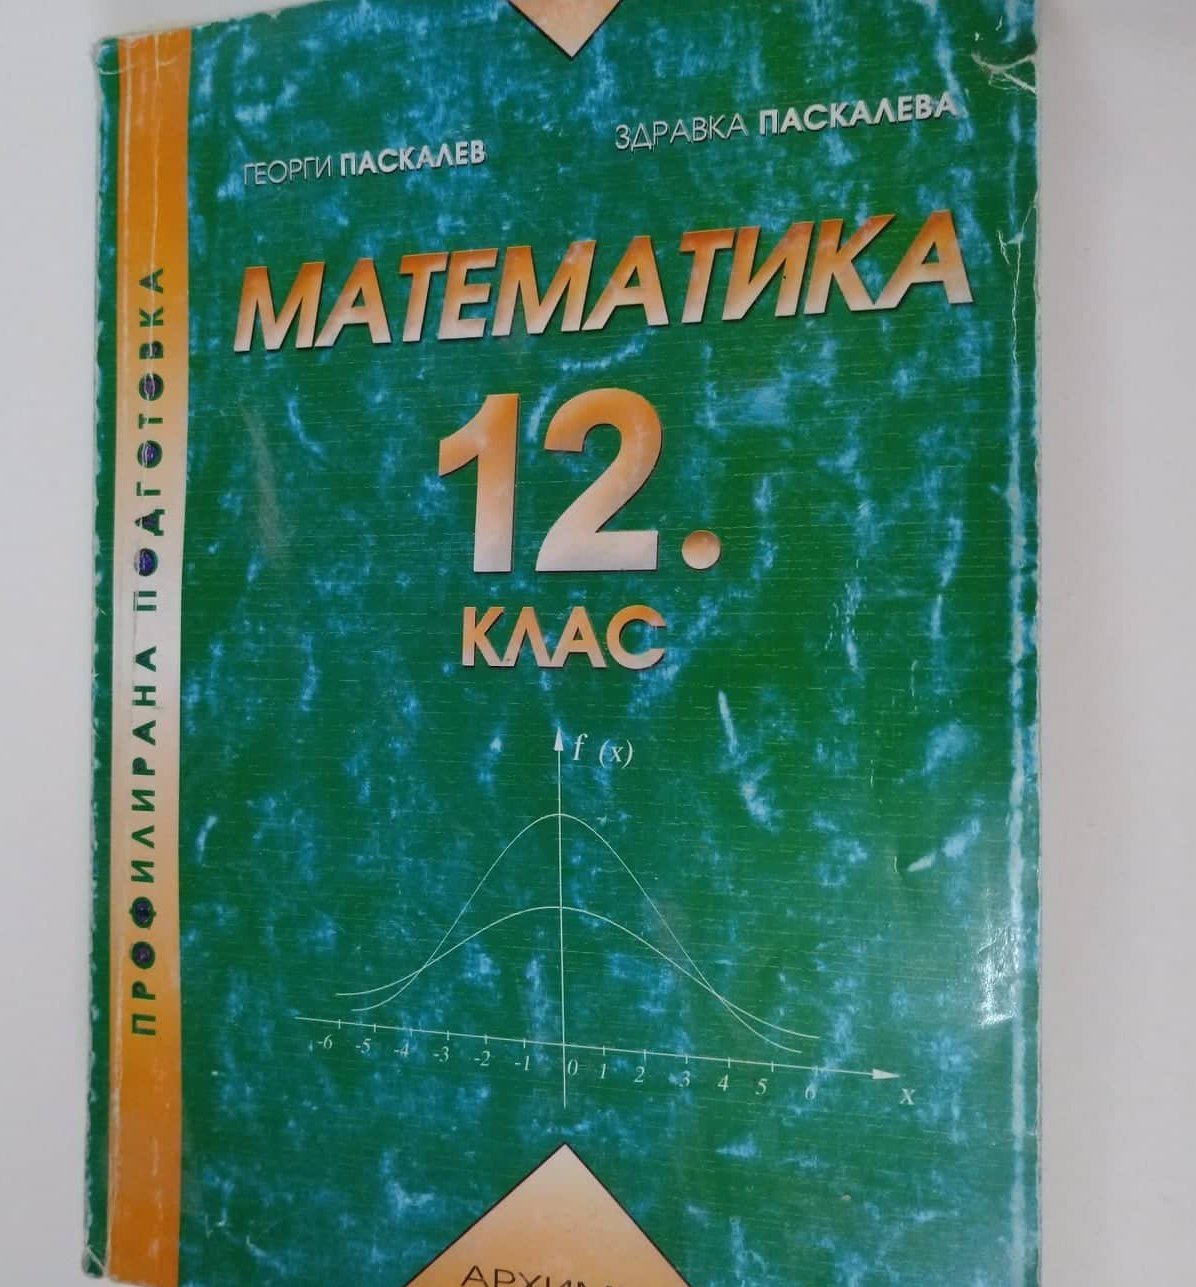 ГЕОРГИ ПАСКАЛЕВ
ЗДРАВКА ПАСКАЛЕВА
МАТЕМАТИКА
12.
КЛАС
ПРОФИЛИРАНА ПОДГОТОВКА
f (x)
-6 -5 -4 -3 -2 -1 0 1 2 3 4 5 6
x